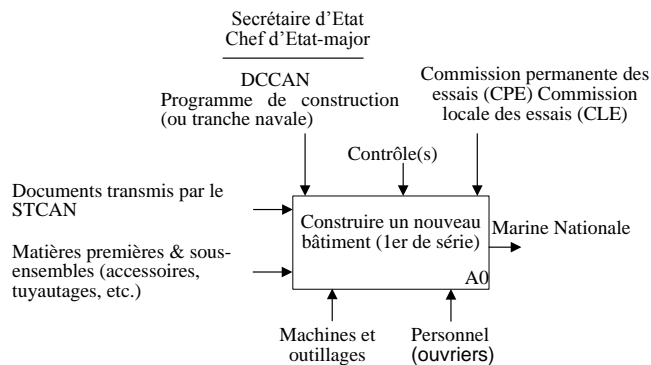 Secrétaire d'Etat
Chef d'Etat-major
DCCAN
Programme de construction
(ou tranche navale)
Commission permanente des
essais (CPE) Commission
locale des essais (CLE)
Contrôle(s)
Documents transmis par le
STCAN
Matières premières & sous-
ensembles (accessoires,
tuyautages, etc.)
Construire un nouveau
bâtiment (1er de série)
A0
Marine Nationale
Machines et
outillages
Personnel
(ouvriers)